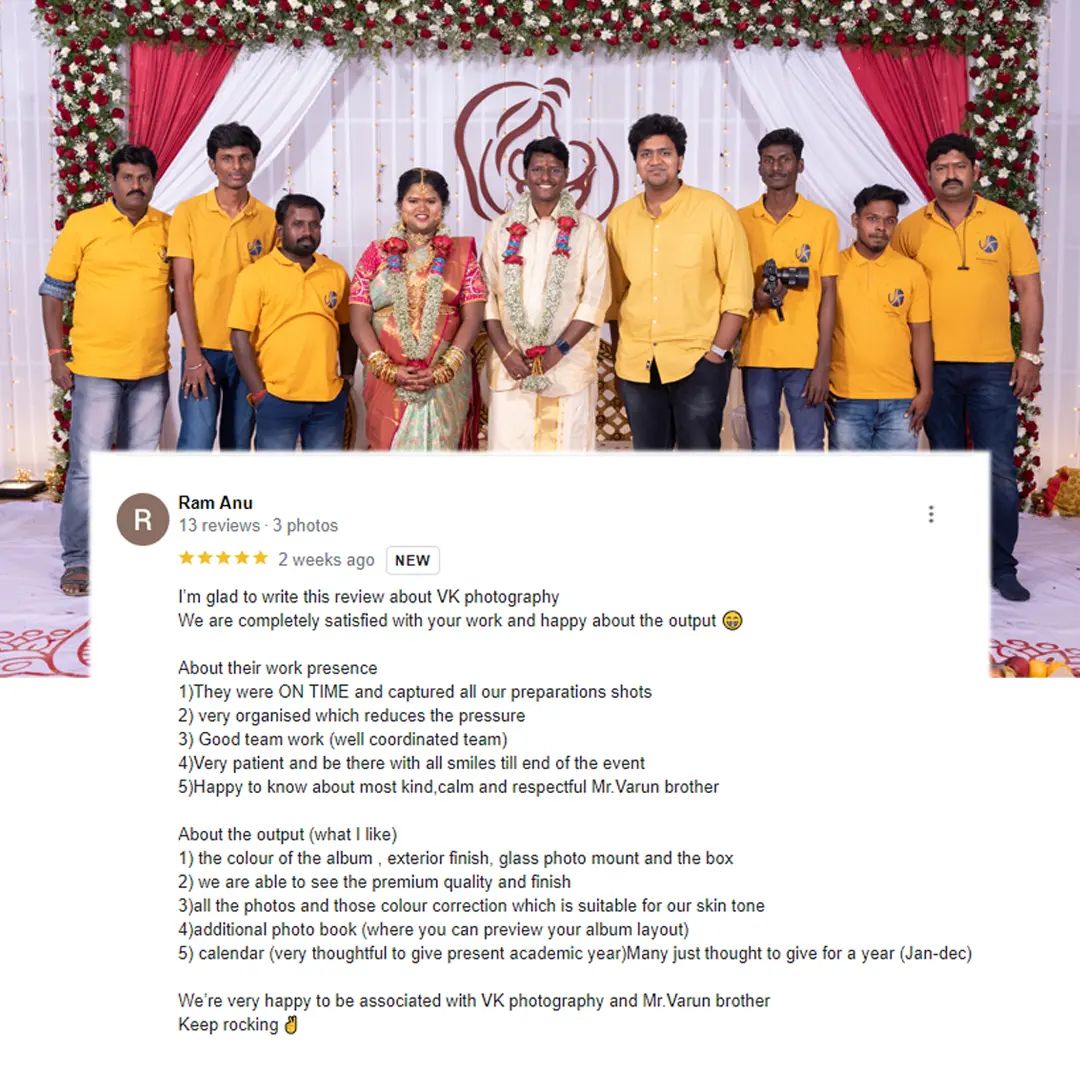 R
Ram Anu
13 reviews · 3 photos
2 weeks ago NEW
I'm glad to write this review about VK photography
We are completely satisfied with your work and happy about the output 😁
About their work presence
1)They were ON TIME and captured all our preparations shots
2) very organised which reduces the pressure
3) Good team work (well coordinated team)
4)Very patient and be there with all smiles till end of the event
5)Happy to know about most kind,calm and respectful Mr.Varun brother
About the output (what I like)
1) the colour of the album , exterior finish, glass photo mount and the box
2) we are able to see the premium quality and finish
3)all the photos and those colour correction which is suitable for our skin tone
4)additional photo book (where you can preview your album layout)
5) calendar (very thoughtful to give present academic year)Many just thought to give for a year (Jan-dec)
We're very happy to be associated with VK photography and Mr.Varun brother
Keep rocking ✌️